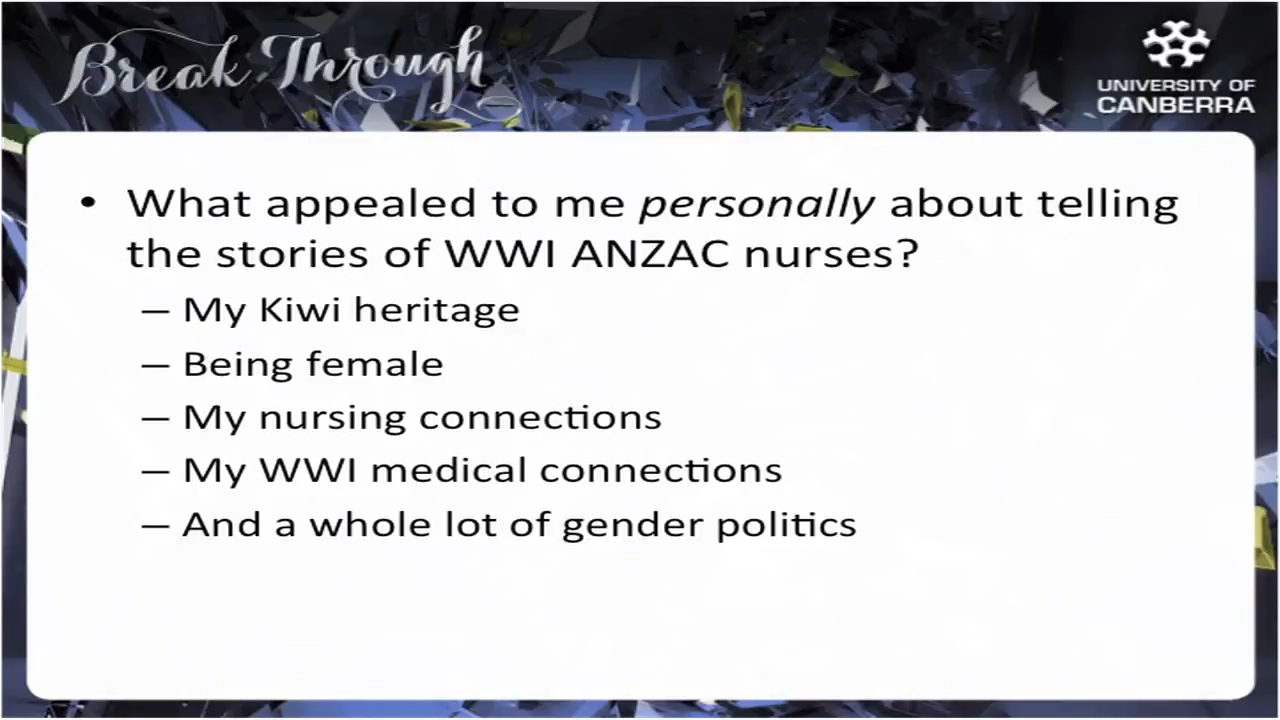 Break Through
UNIVERSITY OF
CANBERRA
• What appealed to me personally about telling
the stories of WWI ANZAC nurses?
– My Kiwi heritage
– Being female
– My nursing connections
– My WWI medical connections
– And a whole lot of gender politics